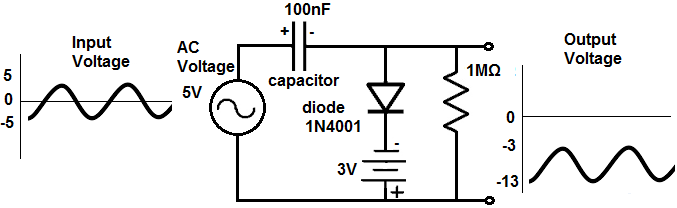 Input
Voltage
5
0
-5
AC
Voltage
5V
100nF
+ -
capacitor
diode
1N4001
-
3V
+
1MΩ
Output
Voltage
0
-3
-13